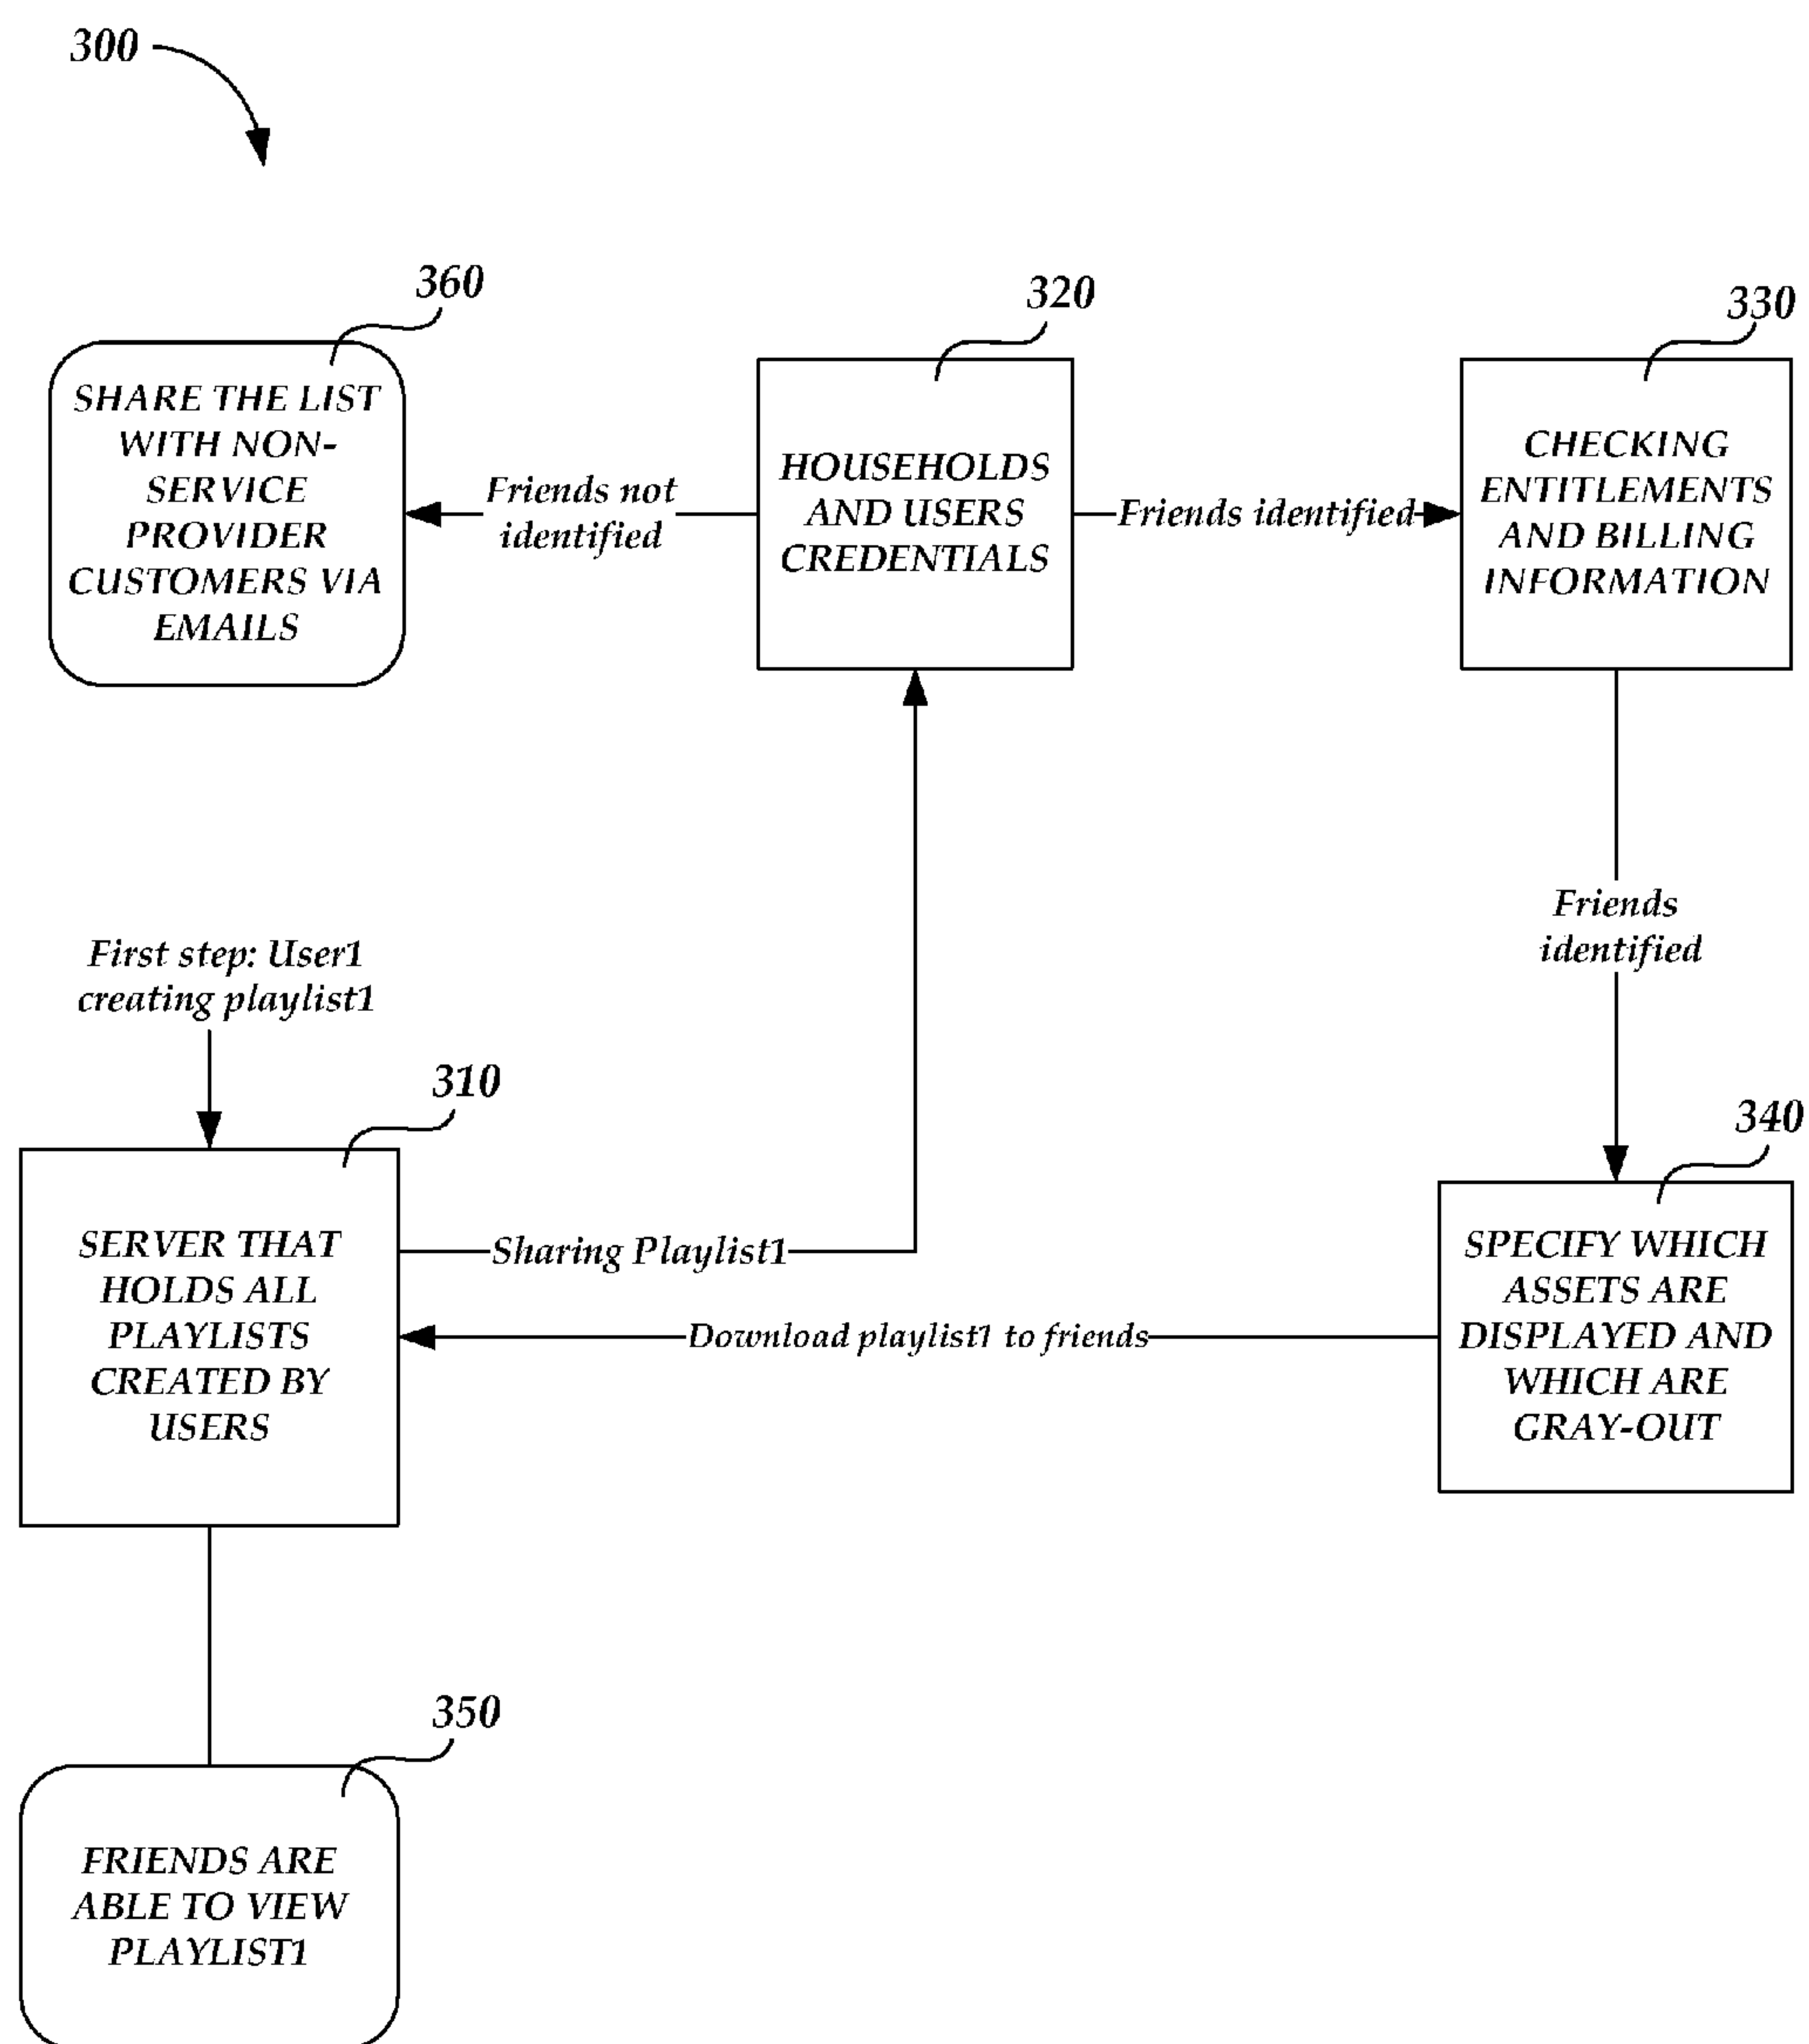 300
360
SHARE THE LIST
WITH NON-
SERVICE
PROVIDER
CUSTOMERS VIA
EMAILS
Friends not
identified
320
HOUSEHOLDS
AND USERS
CREDENTIALS
Friends identified
330
CHECKING
ENTITLEMENTS
AND BILLING
INFORMATION
Friends
identified
First step: User1
creating playlist1
310
SERVER THAT
HOLDS ALL
PLAYLISTS
CREATED BY
USERS
Sharing Playlist1
Download playlist1 to friends
340
SPECIFY WHICH
ASSETS ARE
DISPLAYED AND
WHICH ARE
GRAY-OUT
350
FRIENDS ARE
ABLE TO VIEW
PLAYLIST1